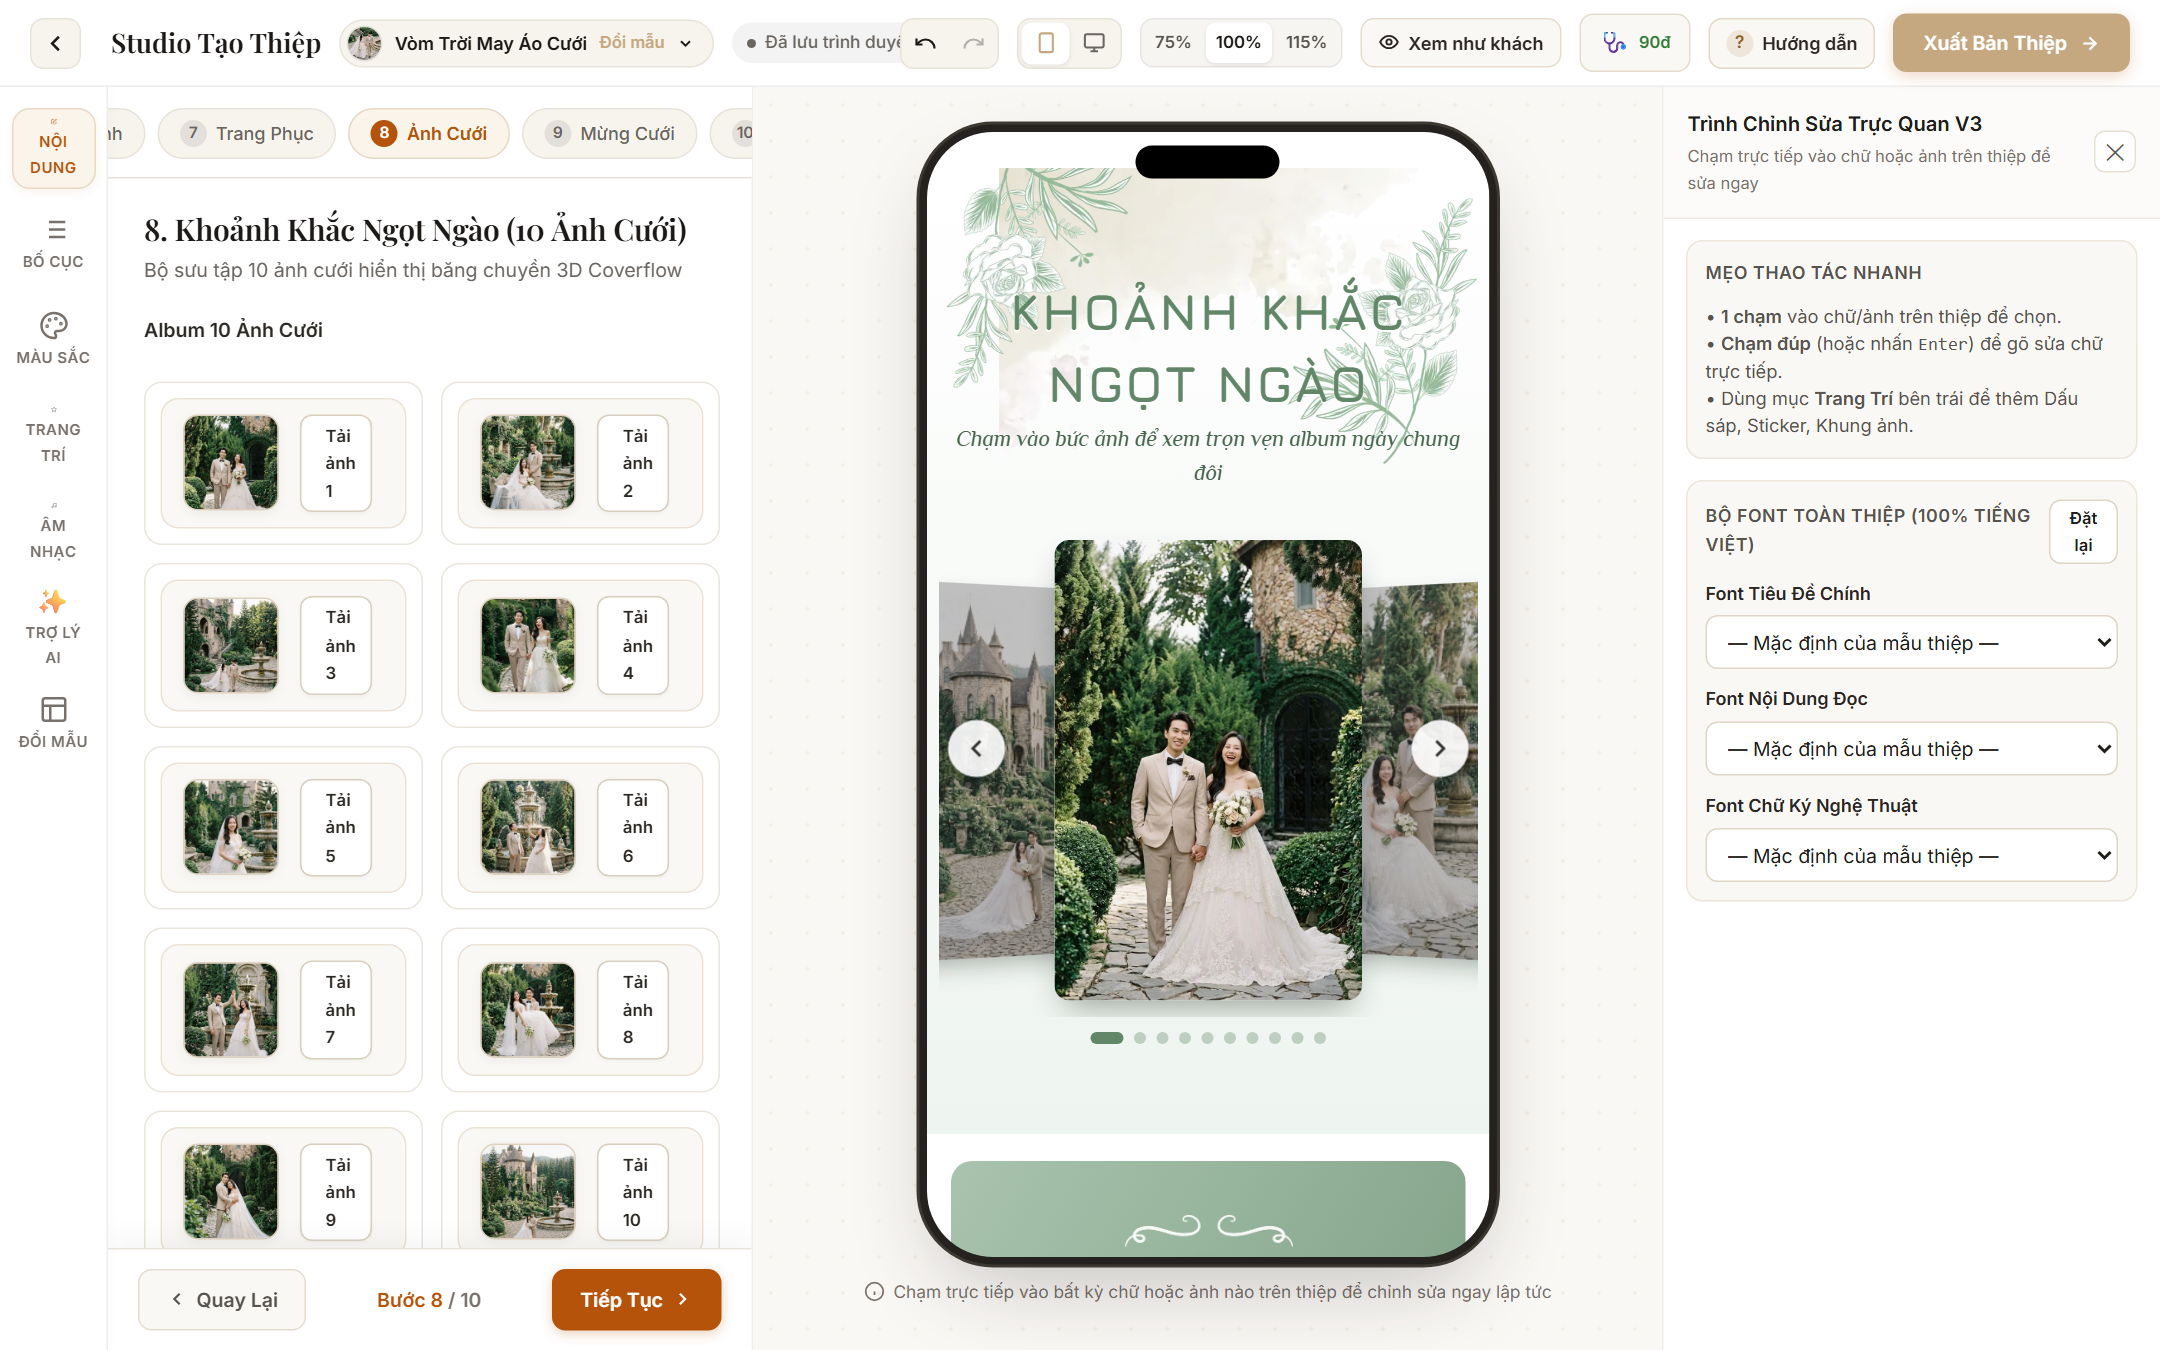 Studio Tạo Thiệp
Vòm Trời May Áo Cưới Đổi mẫu
Đã lưu trình duyệ
75% 100% 115%
Xem như khách
90đ
? Hướng dẫn
Xuất Bản Thiệp
NỘI
DUNG
BỐ CỤC
MÀU SẮC
TRANG
TRÍ
ÂM
NHẠC
TRỢ LÝ
AI
ĐỔI MẪU
nh
7 Trang Phục
8 Ảnh Cưới
9 Mừng Cưới
10
8. Khoảnh Khắc Ngọt Ngào (10 Ảnh Cưới)
Bộ sưu tập 10 ảnh cưới hiển thị băng chuyền 3D Coverflow
Album 10 Ảnh Cưới
Tải
ảnh
1
Tải
ảnh
2
Tải
ảnh
3
Tải
ảnh
4
Tải
ảnh
5
Tải
ảnh
6
Tải
ảnh
7
Tải
ảnh
8
Tải
ảnh
9
Tải
ảnh
10
Quay Lại
Bước 8 / 10
Tiếp Tục
KHOẢNH KHẮC
NGỌT NGÀO
Chạm vào bức ảnh để xem trọn vẹn album ngày chung
đôi
Chạm trực tiếp vào bất kỳ chữ hoặc ảnh nào trên thiệp để chỉnh sửa ngay lập tức
Trình Chỉnh Sửa Trực Quan V3
Chạm trực tiếp vào chữ hoặc ảnh trên thiệp để
sửa ngay
MẸO THAO TÁC NHANH
• 1 chạm vào chữ/ảnh trên thiệp để chọn.
• Chạm đúp (hoặc nhấn Enter) để gõ sửa chữ
trực tiếp.
• Dùng mục Trang Trí bên trái để thêm Dấu
sáp, Sticker, Khung ảnh.
BỘ FONT TOÀN THIỆP (100% TIẾNG
VIỆT)
Đặt
lại
Font Tiêu Đề Chính
— Mặc định của mẫu thiệp —
Font Nội Dung Đọc
— Mặc định của mẫu thiệp —
Font Chữ Ký Nghệ Thuật
— Mặc định của mẫu thiệp —